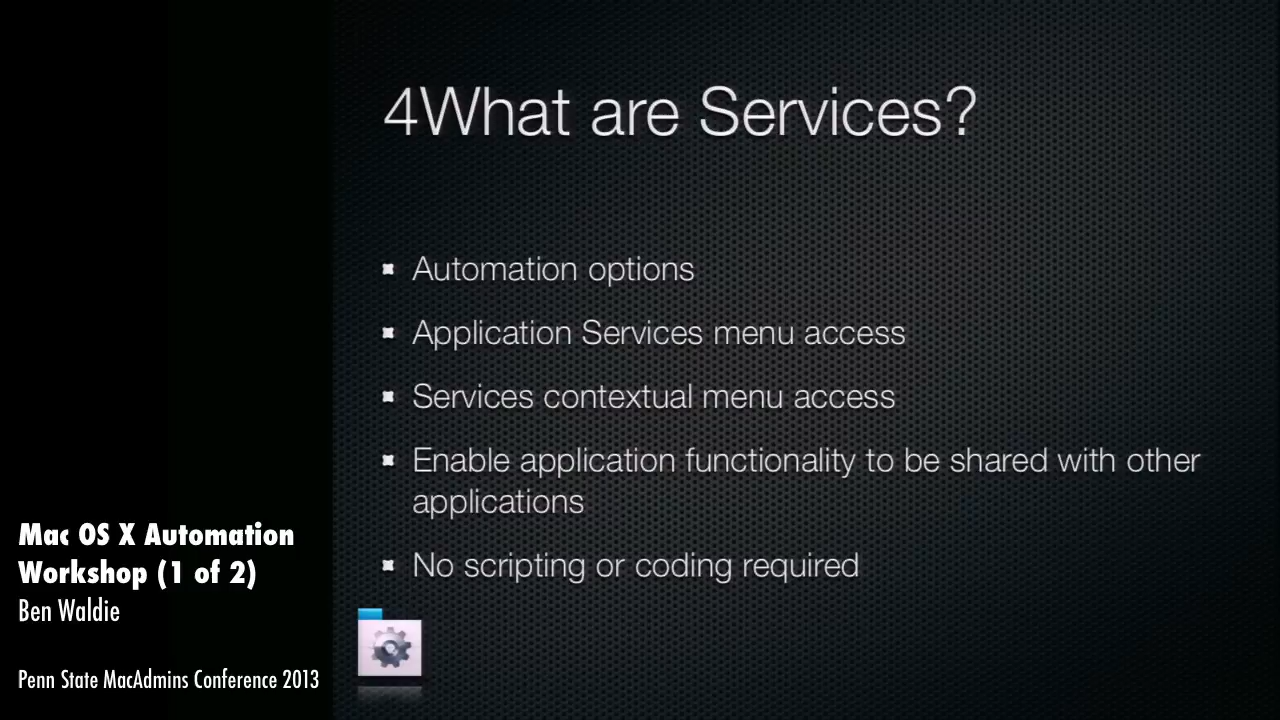 4What are Services?
Automation options
Application Services menu access
Services contextual menu access
Enable application functionality to be shared with other
applications
No scripting or coding required
Mac OS X Automation
Workshop (1 of 2)
Ben Waldie
Penn State MacAdmins Conference 2013